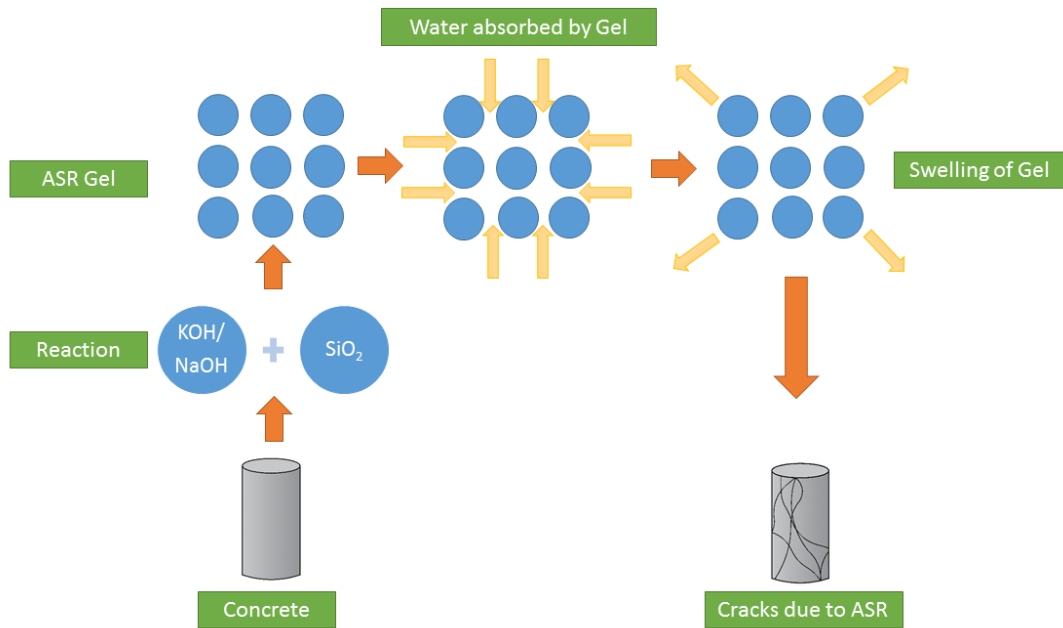 Water absorbed by Gel
ASR Gel
Swelling of Gel
Reaction
KOH/
NaOH
+
SiO₂
Concrete
Cracks due to ASR